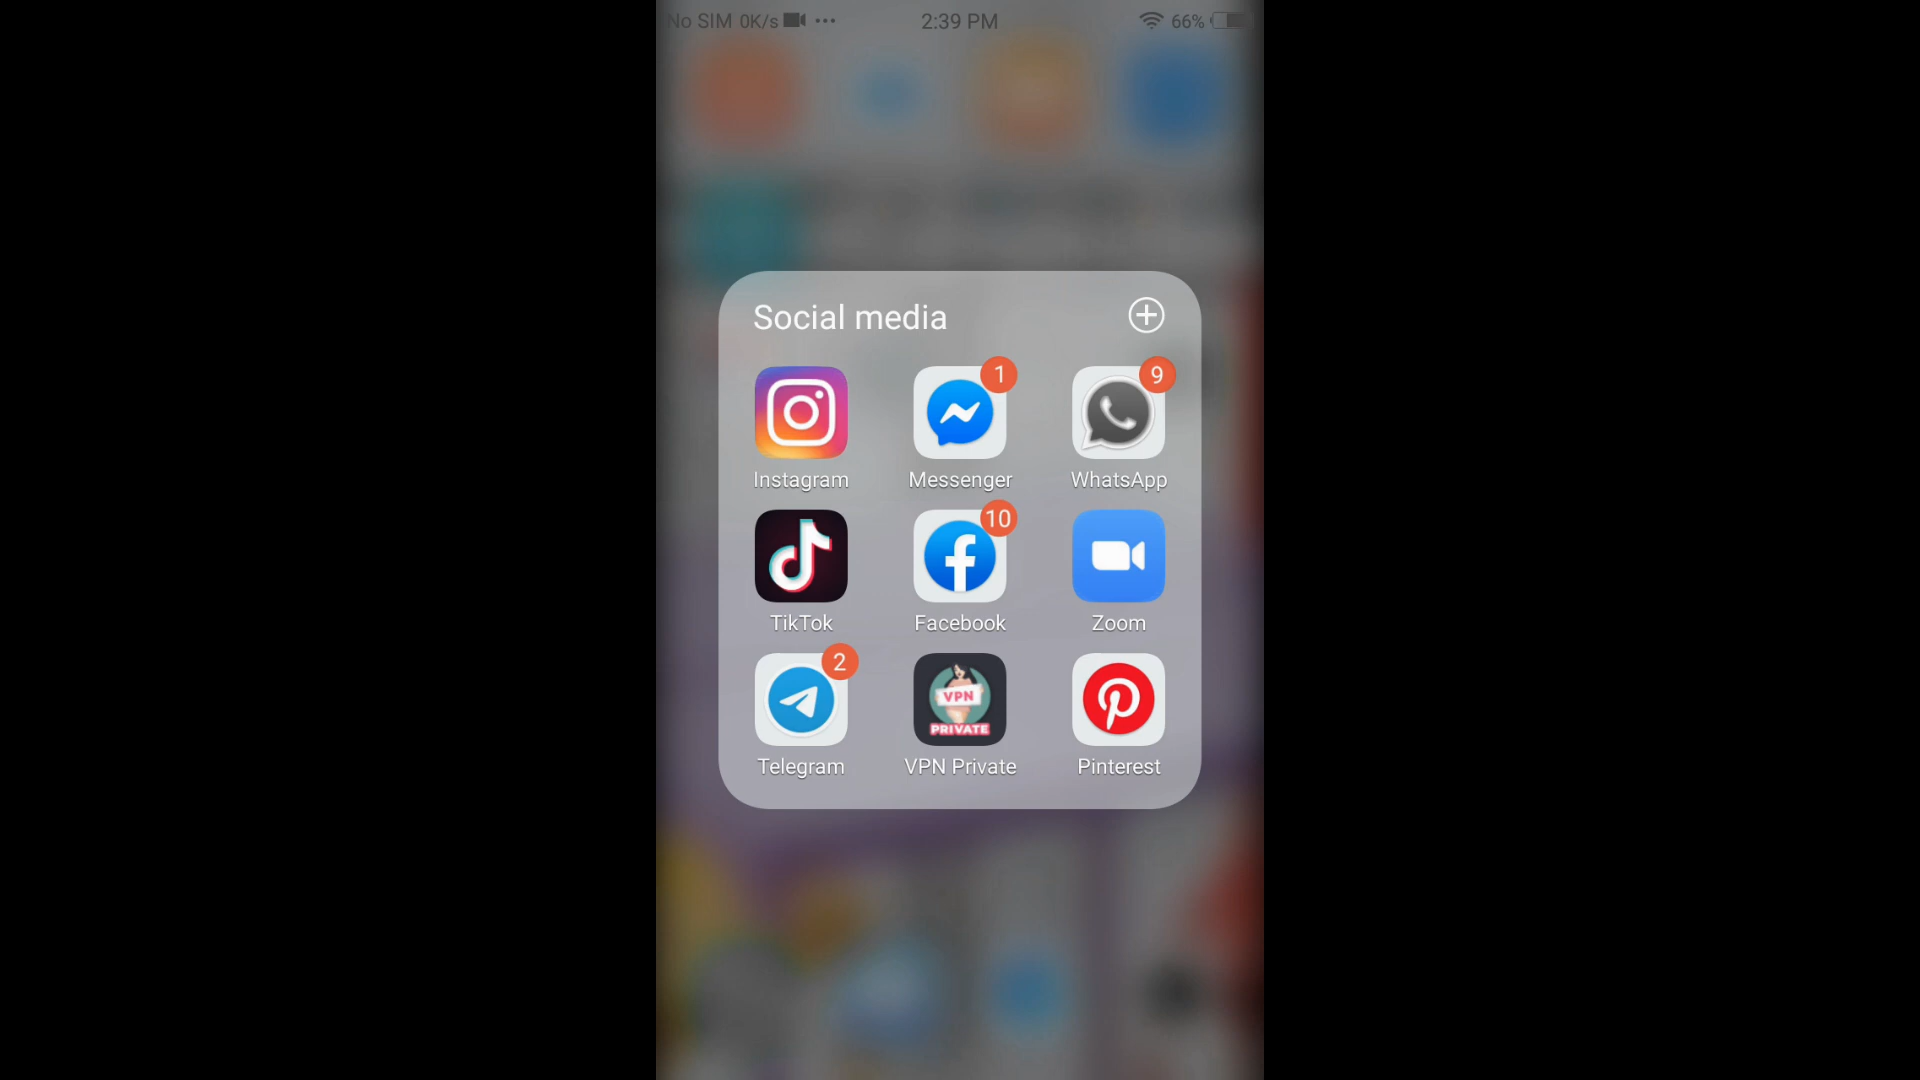 No SIM 0K/s 2:39 PM 66%
Social media
1 9
Instagram Messenger WhatsApp
10
TikTok Facebook Zoom
2
VPN
PRIVATE
Telegram VPN Private Pinterest